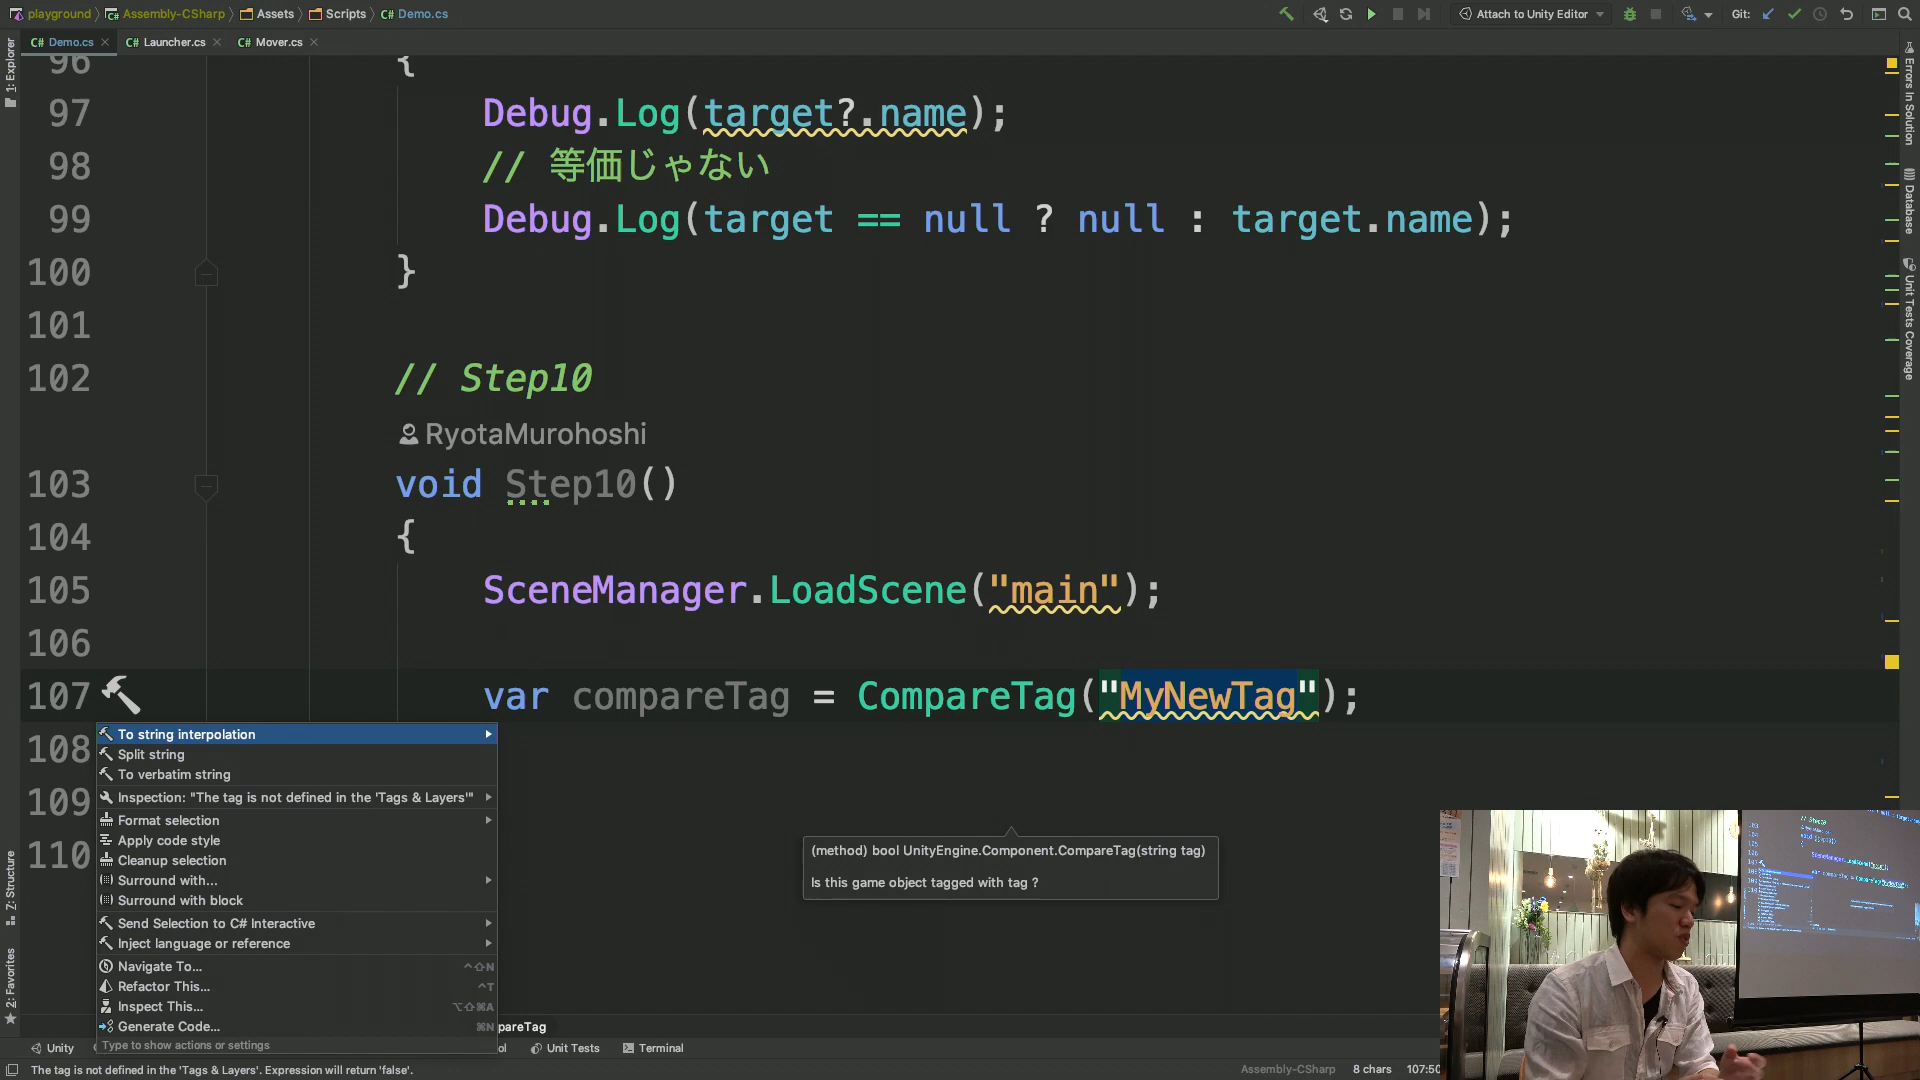 playground
Assembly-CSharp
Assets
Scripts
Demo.cs
Attach to Unity Editor
Git:
Demo.cs
Launcher.cs
Mover.cs
1: Explorer
Errors In Solution
Database
Unit Tests Coverage
96 {
97 Debug.Log(target?.name);
98 // 等価じゃない
99 Debug.Log(target == null ? null : target.name);
100 }
101
102 // Step10
RyotaMurohoshi
103 void Step10()
104 {
105 SceneManager.LoadScene("main");
106
107 var compareTag = CompareTag("MyNewTag");
108
109
110
To string interpolation
Split string
To verbatim string
Inspection: "The tag is not defined in the 'Tags & Layers'"
Format selection
Apply code style
Cleanup selection
Surround with...
Surround with block
Send Selection to C# Interactive
Inject language or reference
Navigate To... ^⇧N
Refactor This... ^T
Inspect This... ⌥⇧⌘A
Generate Code... ⌘N
Type to show actions or settings
(method) bool UnityEngine.Component.CompareTag(string tag)
Is this game object tagged with tag ?
Z: Structure
2: Favorites
pareTag
Unity
ol
Unit Tests
Terminal
The tag is not defined in the 'Tags & Layers'. Expression will return 'false'.
Assembly-CSharp
8 chars
107:50